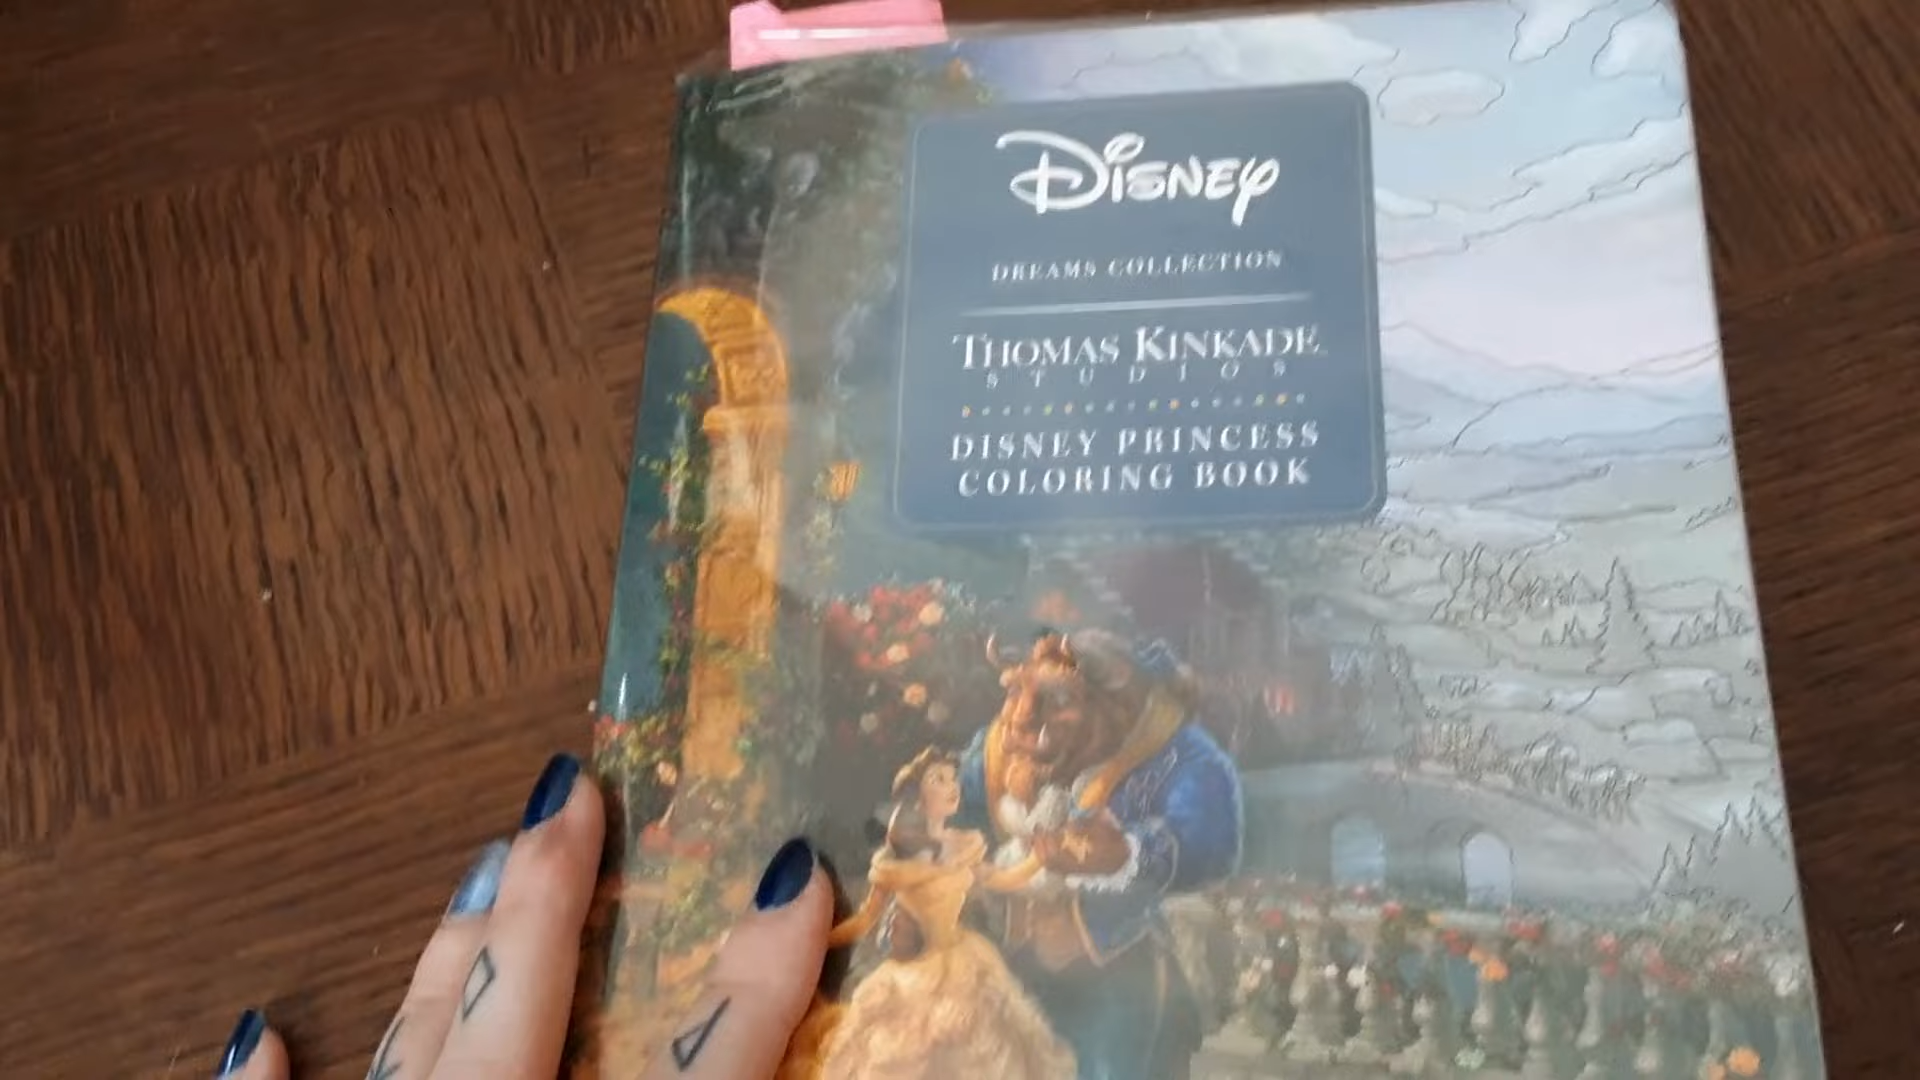 Disney
DREAMS COLLECTION
THOMAS KINKADE
STUDIOS
DISNEY PRINCESS
COLORING BOOK